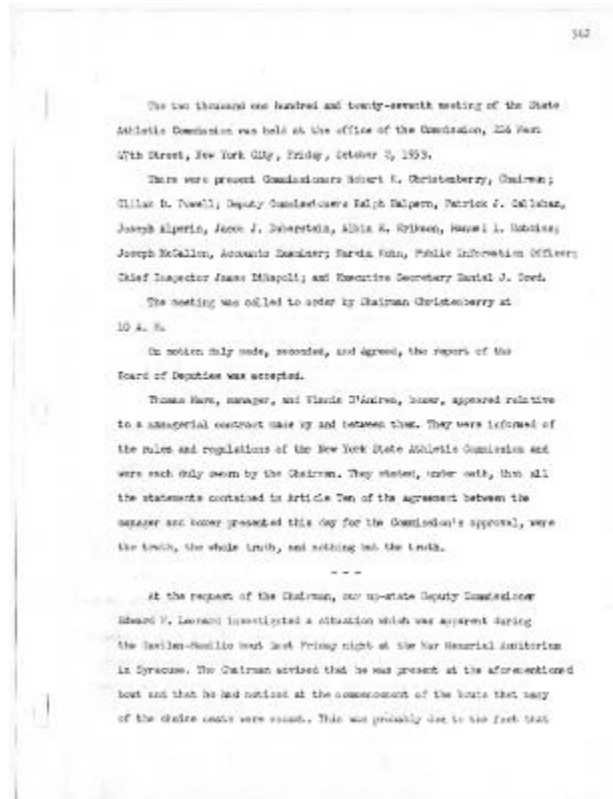 562
The two thousand one hundred and twenty-seventh meeting of the State
Athletic Commission was held at the office of the Commission, 226 West
47th Street, New York City, Friday, October 2, 1953.
There were present Commissioners Robert K. Christenberry, Chairman;
Clilan B. Powell; Deputy Commissioners Ralph Halpern, Patrick J. Callahan,
Joseph Alperin, Jacob J. Duberstein, Albin K. Erikson, Manuel L. Robbins;
Joseph McCallon, Accounts Examiner; Marvin Kohn, Public Information Officer;
Chief Inspector James DiNapoli; and Executive Secretary Daniel J.
The meeting was called to order by Chairman Christenberry at
10 A. M.
On motion duly made, seconded, and agreed, the report of the
Board of Deputies was accepted.
Thomas manager, and D'Andrea, boxer, appeared relative
to a managerial contract made by and between them. They were informed of
the rules and regulations of the New York State Athletic Commission and
were each duly sworn by the Chairman. They stated, under oath, that all
the statements contained in Article Ten of the agreement between the
manager and boxer presented this day for the Commission's approval, were
the truth, the whole truth, and nothing but the truth.
- - -
At the request of the Chairman, our up-state Deputy Commissioner
Edward F. investigated a situation which was apparent during
the Gavilan-Basilio bout last Friday night at the War Memorial Auditorium
in Syracuse. The Chairman advised that he was present at the aforementioned
bout and that he had noticed at the commencement of the bouts that many
of the choice seats were vacant. This was probably due to the fact that